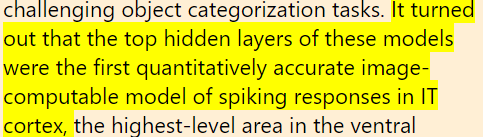 challenging object categorization tasks. It turned
out that the top hidden layers of these models
were the first quantitatively accurate image-
computable model of spiking responses in IT
cortex, the highest-level area in the ventral